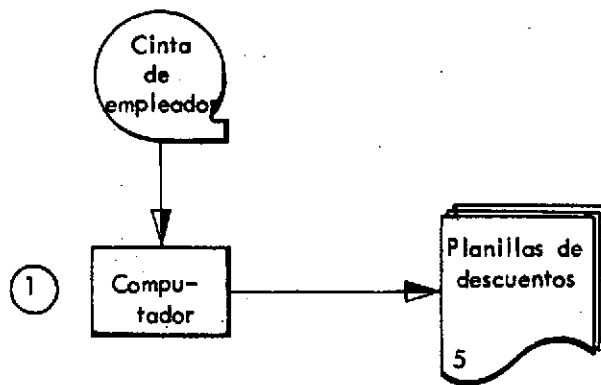 Cinta
de
empleados
1
Compu-
tador
Planillas de
descuentos
5